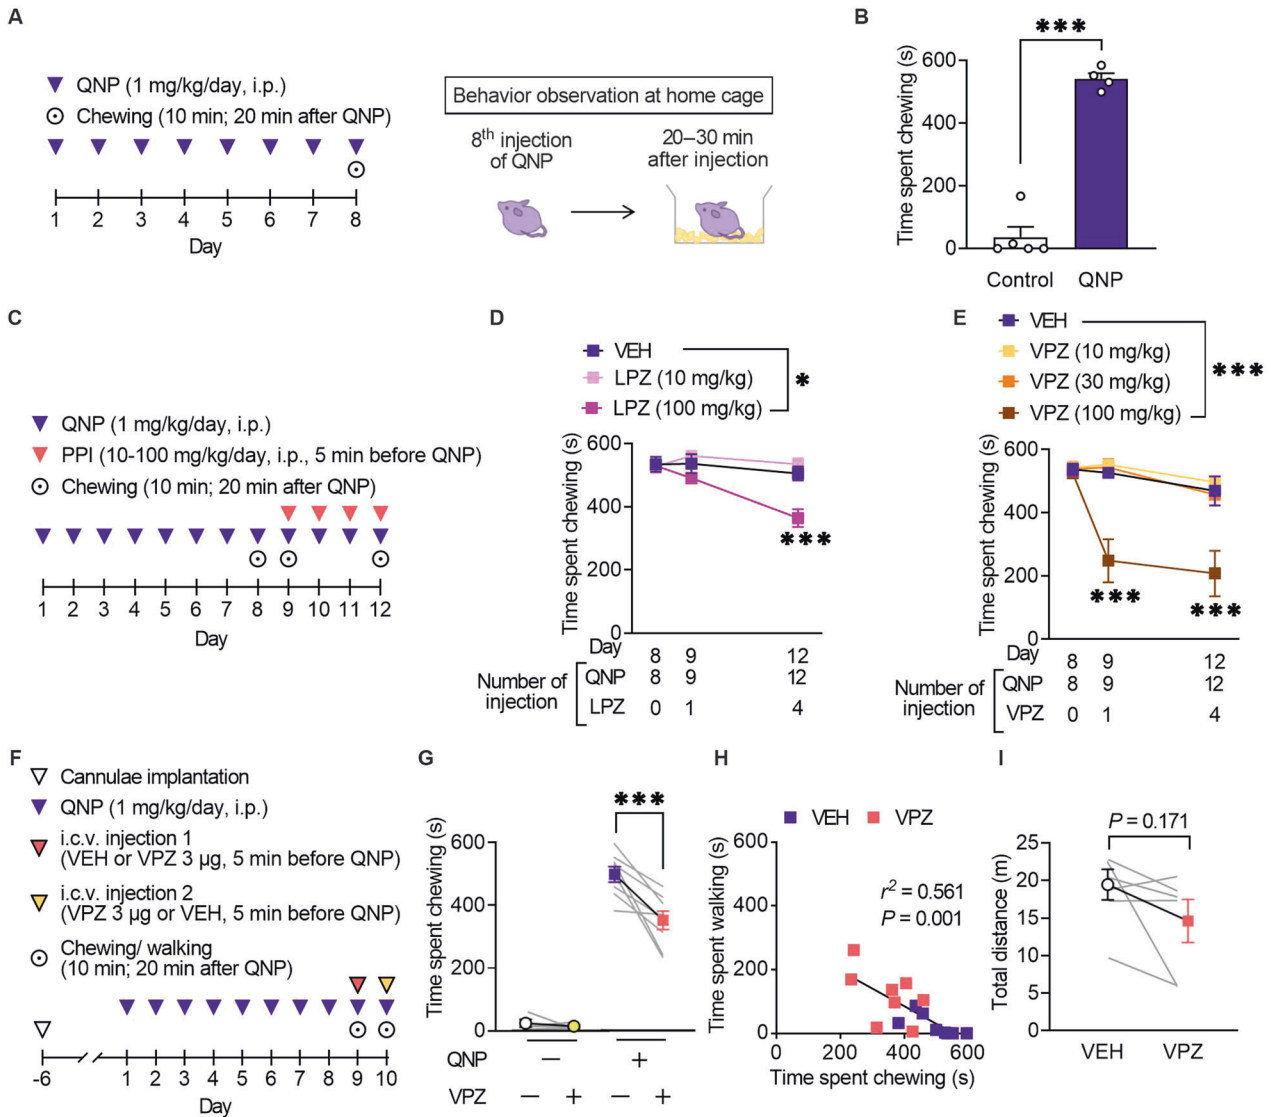 A
QNP (1 mg/kg/day, i.p.)
Chewing (10 min; 20 min after QNP)
1 2 3 4 5 6 7 8
Day
Behavior observation at home cage
8th injection
of QNP
20–30 min
after injection
B
***
Time spent chewing (s)
600
400
200
0
Control QNP
C
QNP (1 mg/kg/day, i.p.)
PPI (10-100 mg/kg/day, i.p., 5 min before QNP)
Chewing (10 min; 20 min after QNP)
1 2 3 4 5 6 7 8 9 10 11 12
Day
D
VEH
LPZ (10 mg/kg)
LPZ (100 mg/kg)
*
Time spent chewing (s)
600
400
200
0
***
Day 8 9 12
Number of
injection
QNP 8 9 12
LPZ 0 1 4
E
VEH
VPZ (10 mg/kg)
VPZ (30 mg/kg)
VPZ (100 mg/kg)
***
Time spent chewing (s)
600
400
200
0
***
***
Day 8 9 12
Number of
injection
QNP 8 9 12
VPZ 0 1 4
F
Cannulae implantation
QNP (1 mg/kg/day, i.p.)
i.c.v. injection 1
(VEH or VPZ 3 µg, 5 min before QNP)
i.c.v. injection 2
(VPZ 3 µg or VEH, 5 min before QNP)
Chewing/ walking
(10 min; 20 min after QNP)
-6 1 2 3 4 5 6 7 8 9 10
Day
G
***
Time spent chewing (s)
600
400
200
0
QNP — +
VPZ — + — +
H
VEH VPZ
Time spent walking (s)
600
400
200
0
r² = 0.561
P = 0.001
0 200 400 600
Time spent chewing (s)
I
P = 0.171
Total distance (m)
25
20
15
10
5
0
VEH VPZ